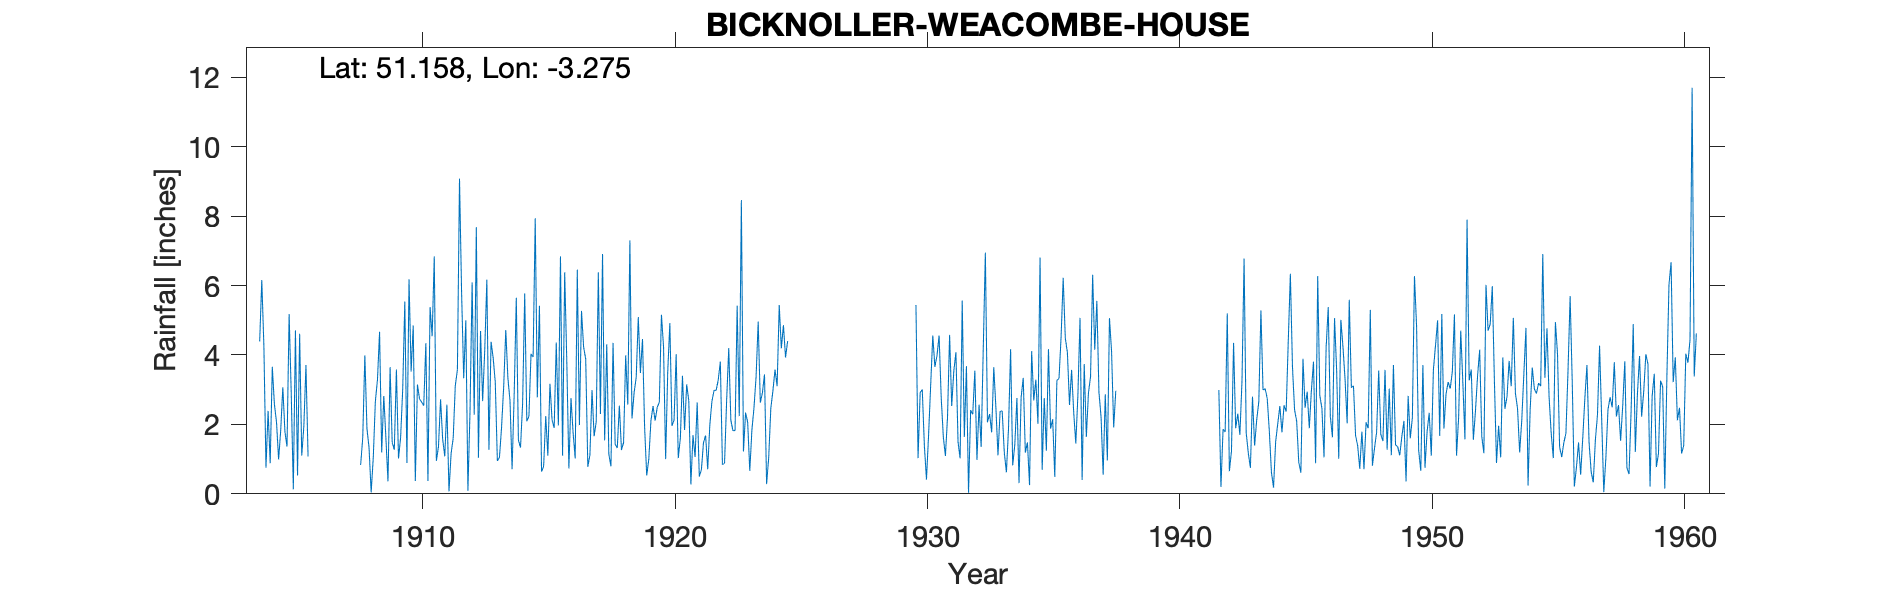 BICKNOLLER-WEACOMBE-HOUSE
Lat: 51.158, Lon: -3.275
12
10
8
6
4
2
0
Rainfall [inches]
1910 1920 1930 1940 1950 1960
Year